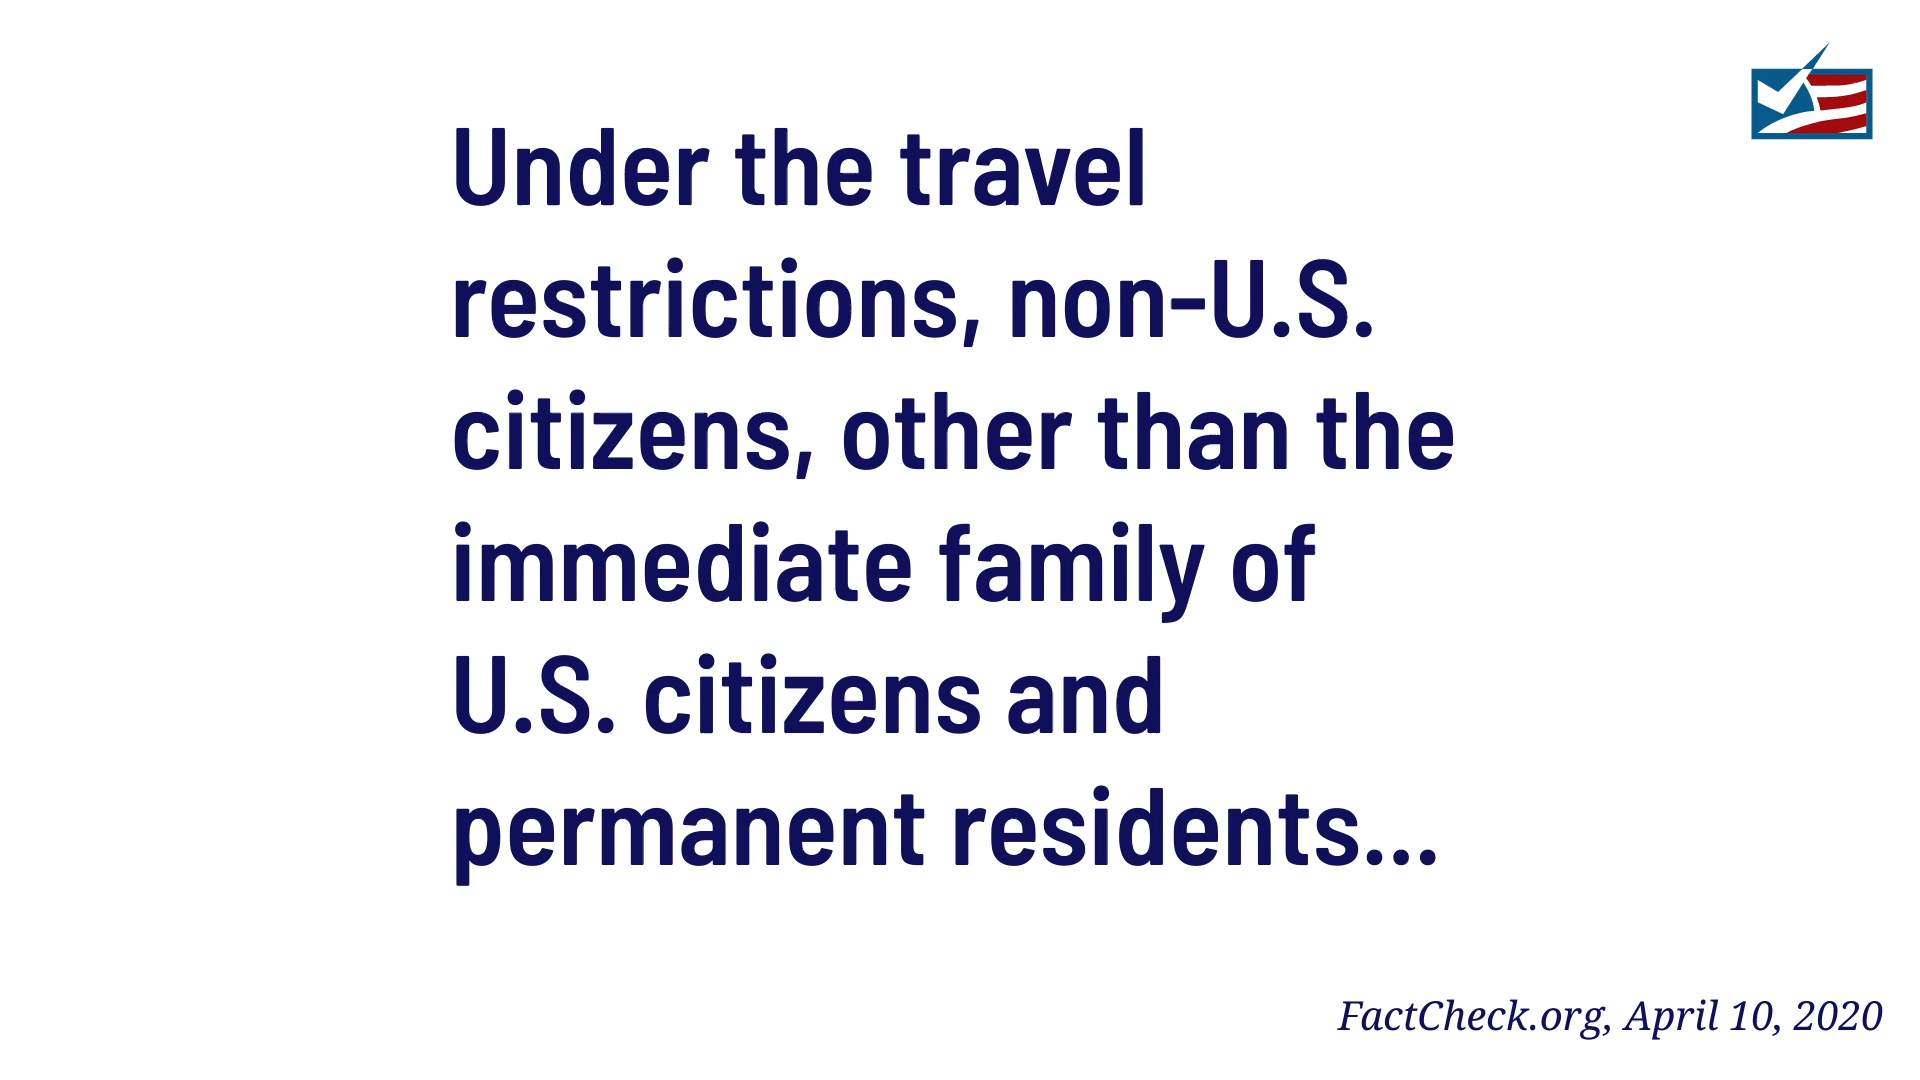 Under the travel
restrictions, non-U.S.
citizens, other than the
immediate family of
U.S. citizens and
permanent residents...
FactCheck.org, April 10, 2020